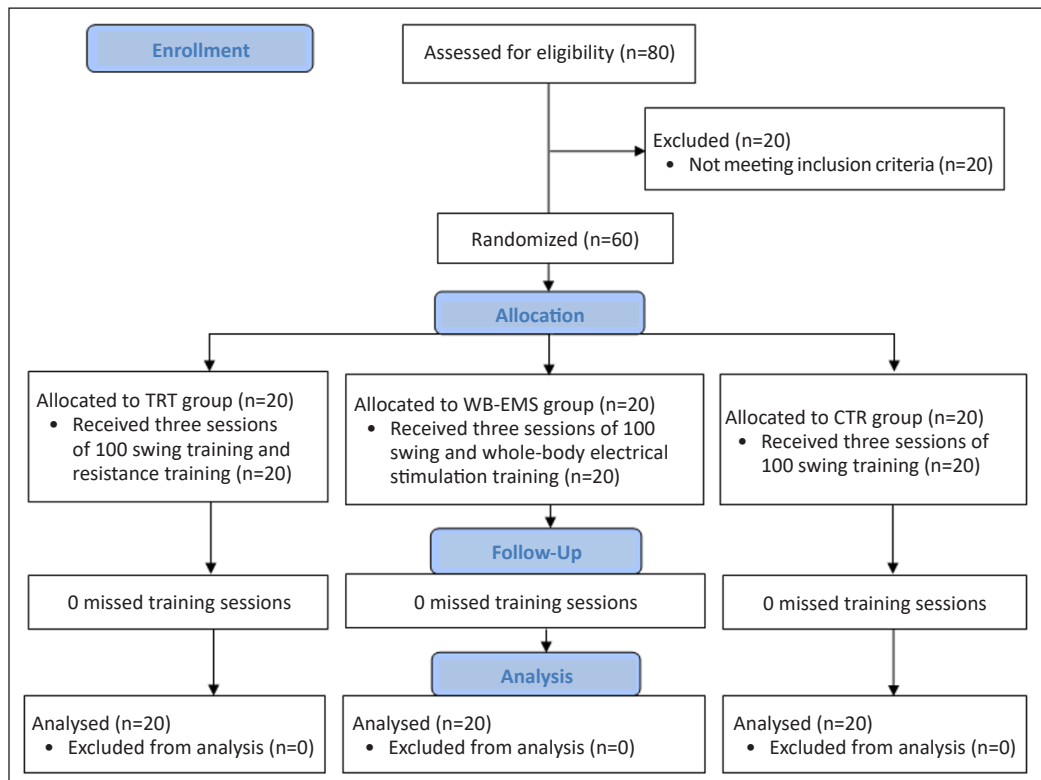 Enrollment
Assessed for eligibility (n=80)
Excluded (n=20)
• Not meeting inclusion criteria (n=20)
Randomized (n=60)
Allocation
Allocated to TRT group (n=20)
• Received three sessions
of 100 swing training and
resistance training (n=20)
Allocated to WB-EMS group (n=20)
• Received three sessions of 100
swing and whole-body electrical
stimulation training (n=20)
Allocated to CTR group (n=20)
• Received three sessions of
100 swing training (n=20)
Follow-Up
0 missed training sessions
0 missed training sessions
0 missed training sessions
Analysis
Analysed (n=20)
• Excluded from analysis (n=0)
Analysed (n=20)
• Excluded from analysis (n=0)
Analysed (n=20)
• Excluded from analysis (n=0)